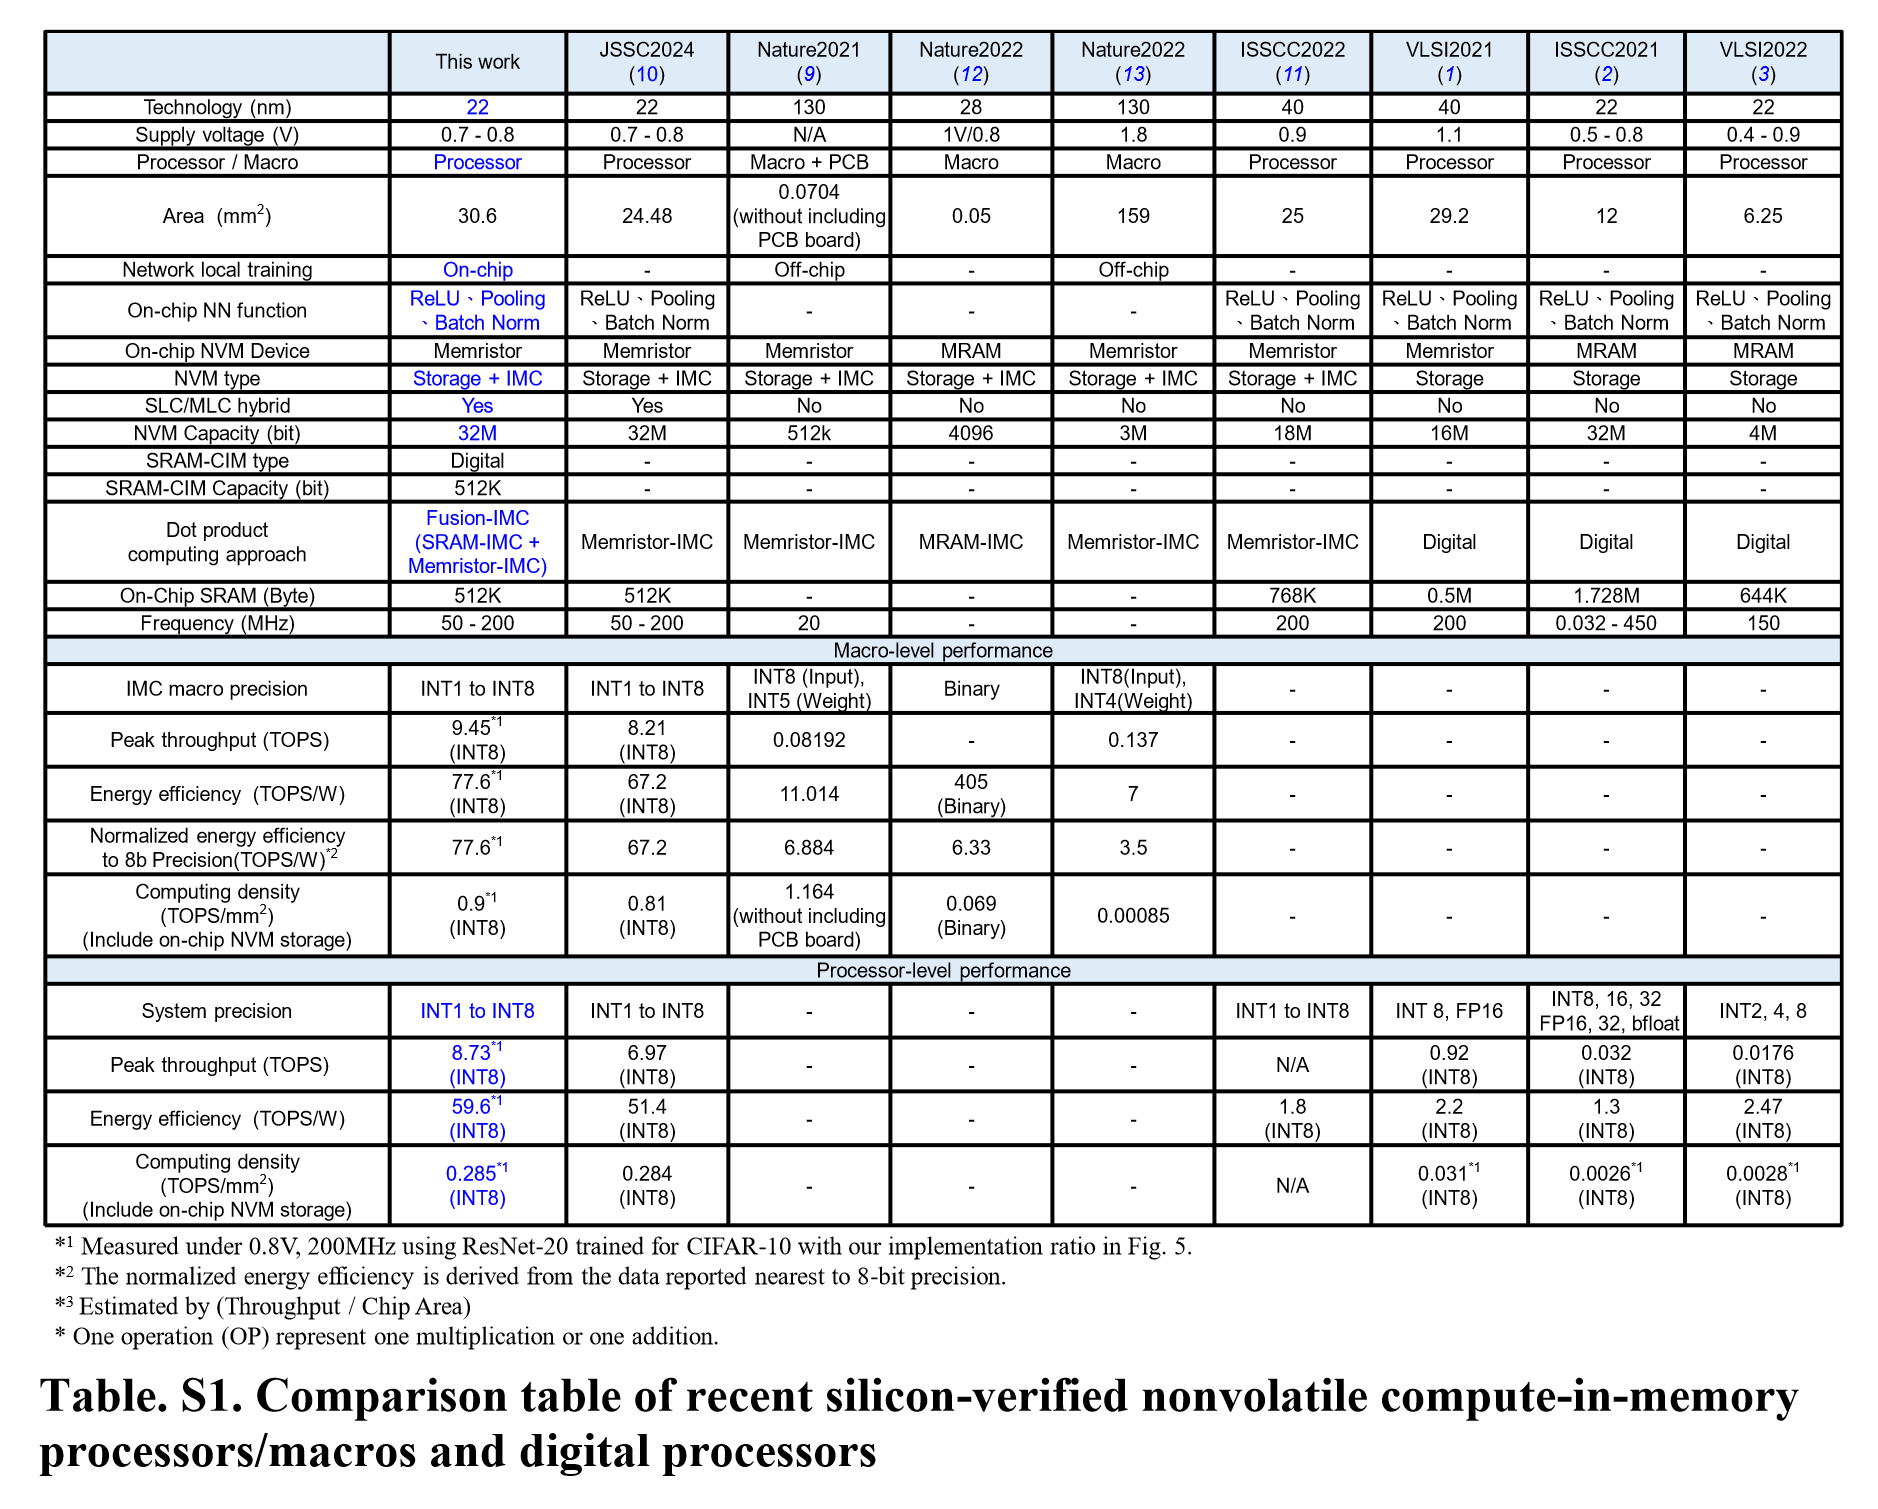 This work JSSC2024 (10) Nature2021 (9) Nature2022 (12) Nature2022 (13) ISSCC2022 (11) VLSI2021 (1) ISSCC2021 (2) VLSI2022 (3)
Technology (nm) 22 22 130 28 130 40 40 22 22
Supply voltage (V) 0.7 - 0.8 0.7 - 0.8 N/A 1V/0.8 1.8 0.9 1.1 0.5 - 0.8 0.4 - 0.9
Processor / Macro Processor Processor Macro + PCB Macro Macro Processor Processor Processor Processor
Area (mm²) 30.6 24.48 0.0704 (without including PCB board) 0.05 159 25 29.2 12 6.25
Network local training On-chip - Off-chip - Off-chip - - - -
On-chip NN function ReLU、Pooling、Batch Norm ReLU、Pooling、Batch Norm - - - ReLU、Pooling、Batch Norm ReLU、Pooling、Batch Norm ReLU、Pooling、Batch Norm ReLU、Pooling、Batch Norm
On-chip NVM Device Memristor Memristor Memristor MRAM Memristor Memristor Memristor MRAM MRAM
NVM type Storage + IMC Storage + IMC Storage + IMC Storage + IMC Storage + IMC Storage + IMC Storage Storage Storage
SLC/MLC hybrid Yes Yes No No No No No No No
NVM Capacity (bit) 32M 32M 512k 4096 3M 18M 16M 32M 4M
SRAM-CIM type Digital - - - - - - - -
SRAM-CIM Capacity (bit) 512K - - - - - - - -
Dot product computing approach Fusion-IMC (SRAM-IMC + Memristor-IMC) Memristor-IMC Memristor-IMC MRAM-IMC Memristor-IMC Memristor-IMC Digital Digital Digital
On-Chip SRAM (Byte) 512K 512K - - - 768K 0.5M 1.728M 644K
Frequency (MHz) 50 - 200 50 - 200 20 - - 200 200 0.032 - 450 150
Macro-level performance
IMC macro precision INT1 to INT8 INT1 to INT8 INT8 (Input), INT5 (Weight) Binary INT8(Input), INT4(Weight) - - - -
Peak throughput (TOPS) 9.45*1 (INT8) 8.21 (INT8) 0.08192 - 0.137 - - - -
Energy efficiency (TOPS/W) 77.6*1 (INT8) 67.2 (INT8) 11.014 405 (Binary) 7 - - - -
Normalized energy efficiency to 8b Precision(TOPS/W)*2 77.6*1 67.2 6.884 6.33 3.5 - - - -
Computing density (TOPS/mm²) (Include on-chip NVM storage) 0.9*1 (INT8) 0.81 (INT8) 1.164 (without including PCB board) 0.069 (Binary) 0.00085 - - - -
Processor-level performance
System precision INT1 to INT8 INT1 to INT8 - - - INT1 to INT8 INT 8, FP16 INT8, 16, 32 FP16, 32, bfloat INT2, 4, 8
Peak throughput (TOPS) 8.73*1 (INT8) 6.97 (INT8) - - - N/A 0.92 (INT8) 0.032 (INT8) 0.0176 (INT8)
Energy efficiency (TOPS/W) 59.6*1 (INT8) 51.4 (INT8) - - - 1.8 (INT8) 2.2 (INT8) 1.3 (INT8) 2.47 (INT8)
Computing density (TOPS/mm²) (Include on-chip NVM storage) 0.285*1 (INT8) 0.284 (INT8) - - - N/A 0.031*1 (INT8) 0.0026*1 (INT8) 0.0028*1 (INT8)
*1 Measured under 0.8V, 200MHz using ResNet-20 trained for CIFAR-10 with our implementation ratio in Fig. 5.
*2 The normalized energy efficiency is derived from the data reported nearest to 8-bit precision.
*3 Estimated by (Throughput / Chip Area)
* One operation (OP) represent one multiplication or one addition.
Table. S1. Comparison table of recent silicon-verified nonvolatile compute-in-memory
processors/macros and digital processors